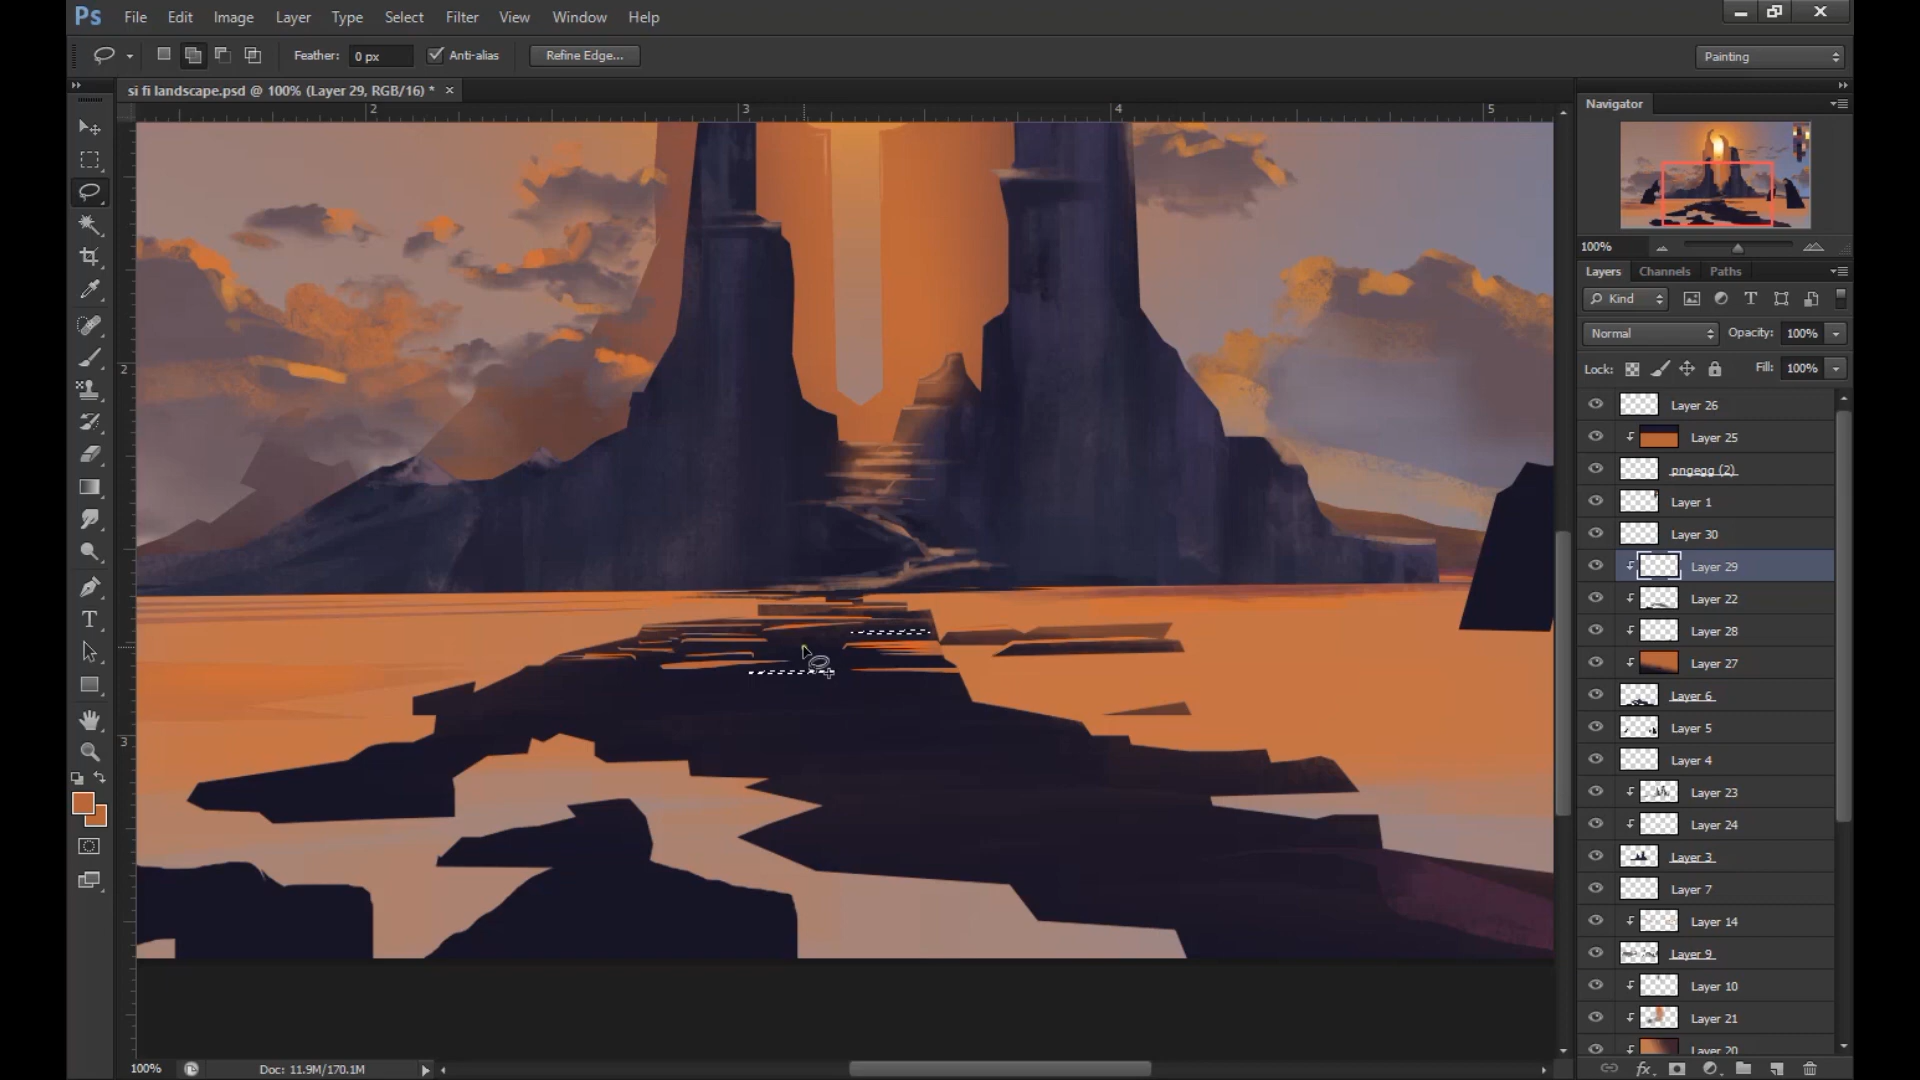 Ps File Edit Image Layer Type Select Filter View Window Help
Feather: 0 px Anti-alias Refine Edge... Painting
si fi landscape.psd @ 100% (Layer 29, RGB/16) * ×
2 3 4 5
2
3
Navigator
100%
Layers Channels Paths
Kind
Normal Opacity: 100%
Lock: Fill: 100%
Layer 26
Layer 25
pngegg (2)
Layer 1
Layer 30
Layer 29
Layer 22
Layer 28
Layer 27
Layer 6
Layer 5
Layer 4
Layer 23
Layer 24
Layer 3
Layer 7
Layer 14
Layer 9
Layer 10
Layer 21
Layer 20
100% Doc: 11.9M/170.1M